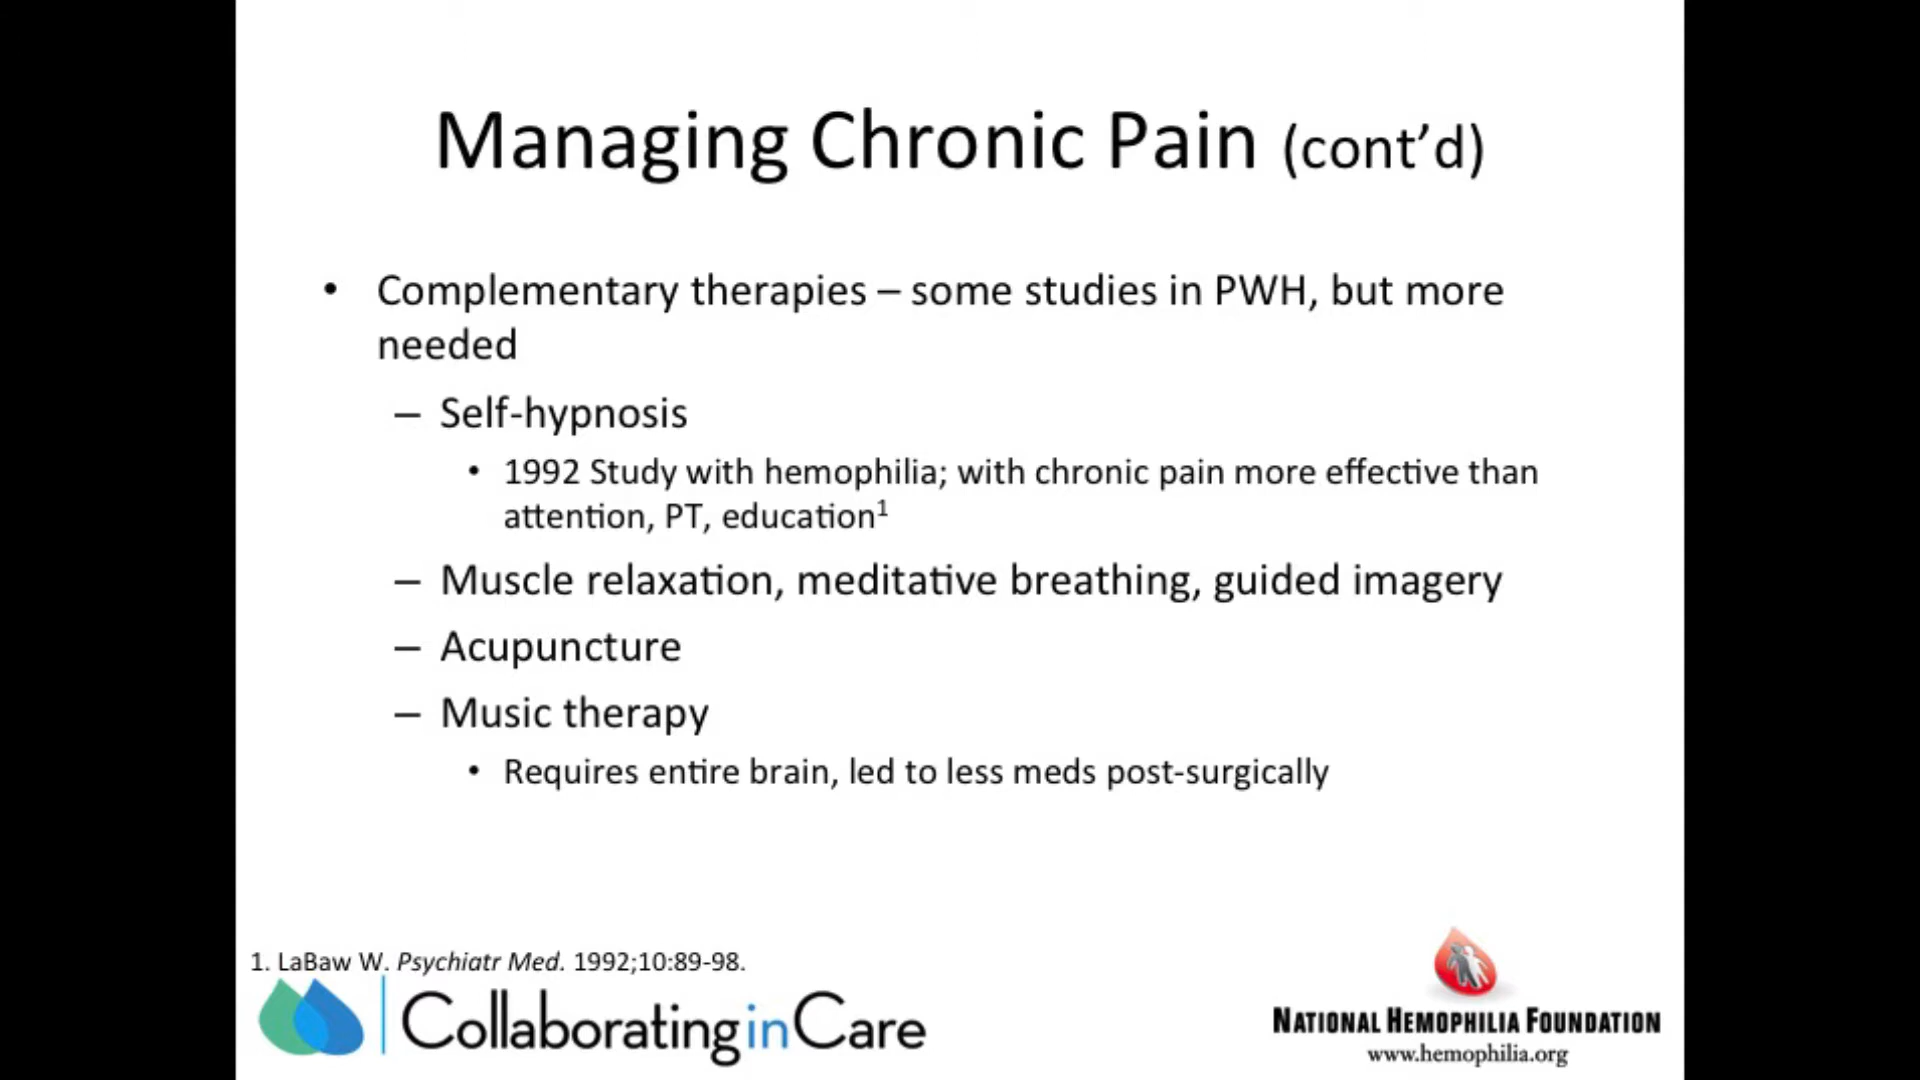 Managing Chronic Pain (cont’d)
• Complementary therapies – some studies in PWH, but more
needed
– Self-hypnosis
• 1992 Study with hemophilia; with chronic pain more effective than
attention, PT, education¹
– Muscle relaxation, meditative breathing, guided imagery
– Acupuncture
– Music therapy
• Requires entire brain, led to less meds post-surgically
1. LaBaw W. Psychiatr Med. 1992;10:89-98.
Collaborating in Care
NATIONAL HEMOPHILIA FOUNDATION
www.hemophilia.org